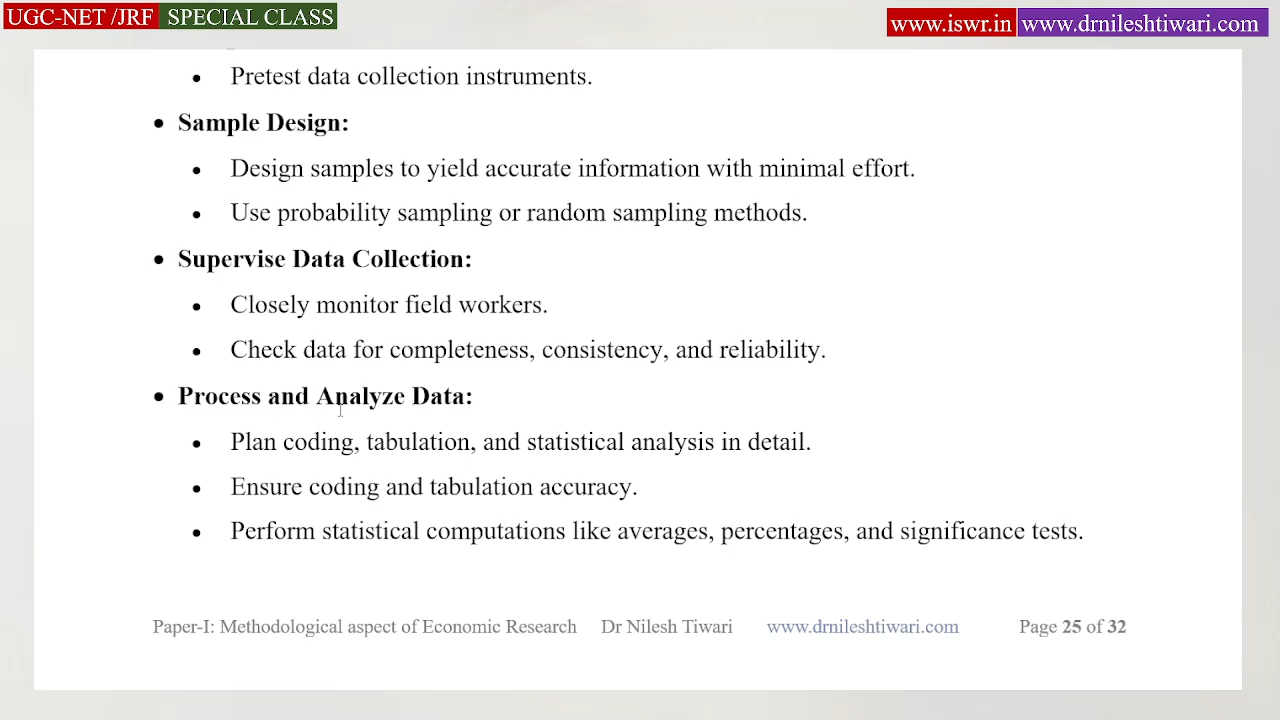 UGC-NET /JRF SPECIAL CLASS
www.iswr.in www.drnileshtiwari.com
• Pretest data collection instruments.
• Sample Design:
• Design samples to yield accurate information with minimal effort.
• Use probability sampling or random sampling methods.
• Supervise Data Collection:
• Closely monitor field workers.
• Check data for completeness, consistency, and reliability.
• Process and Analyze Data:
• Plan coding, tabulation, and statistical analysis in detail.
• Ensure coding and tabulation accuracy.
• Perform statistical computations like averages, percentages, and significance tests.
Paper-I: Methodological aspect of Economic Research Dr Nilesh Tiwari www.drnileshtiwari.com Page 25 of 32